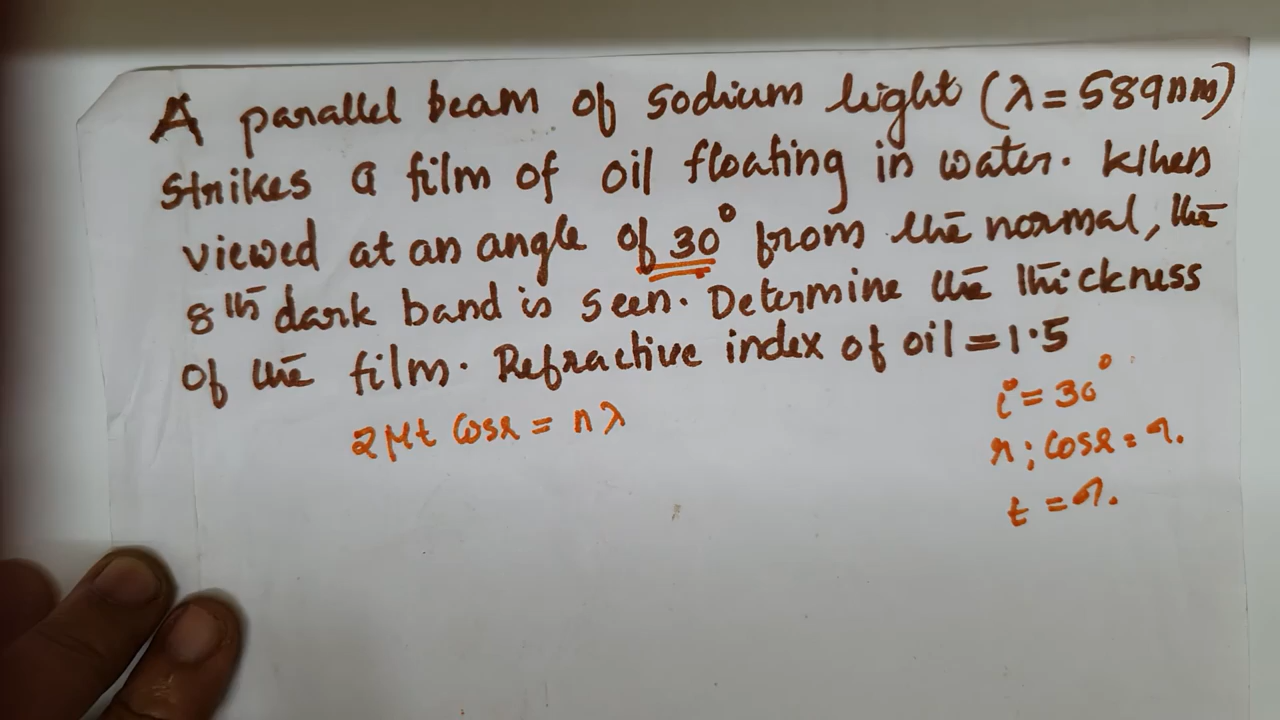 A parallel beam of sodium light (λ=589nm)
strikes a film of oil floating in water. When
viewed at an angle of 30° from the normal, the
8th dark band is seen. Determine the thickness
of the film. Refractive index of oil = 1.5
2μt cosr = nλ
i = 30°
r; cosr = ?.
t = ?.